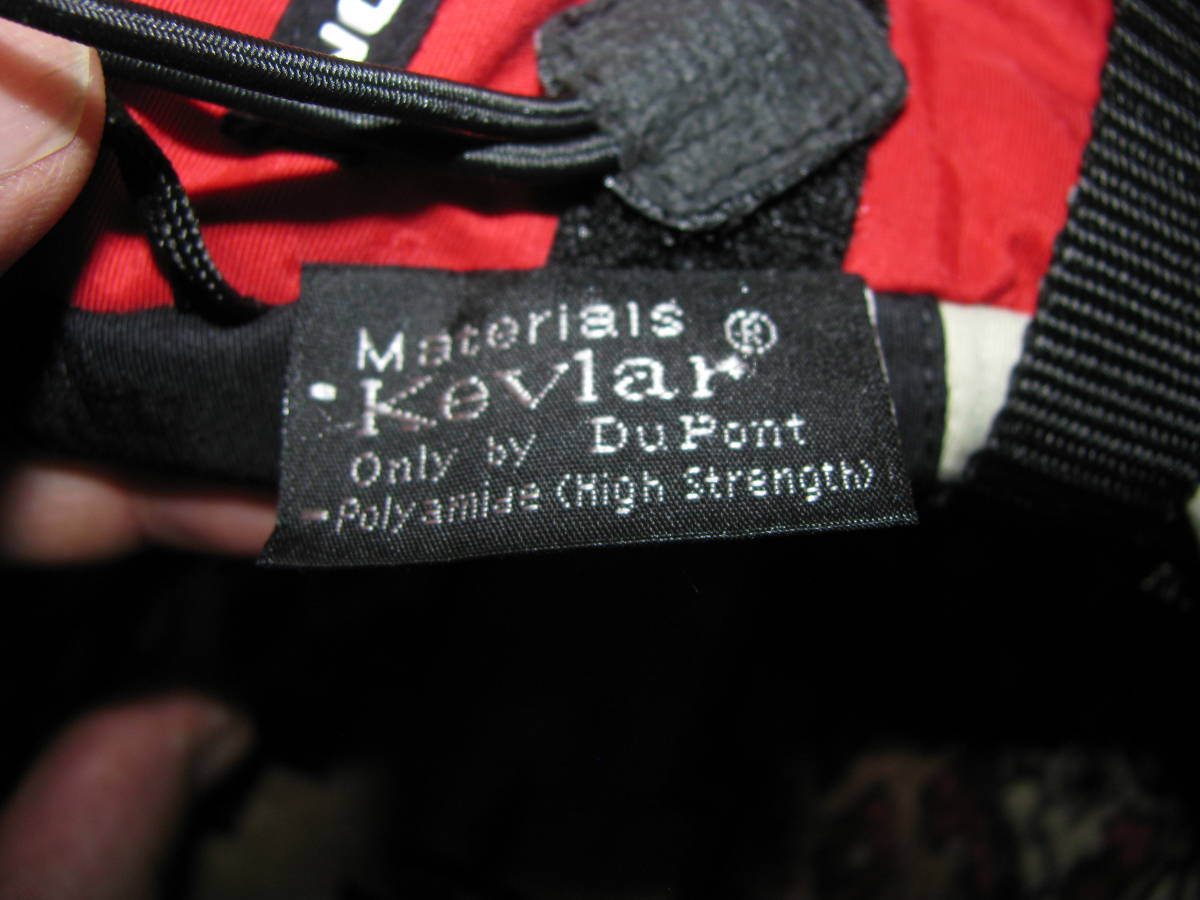 Materials
Kevlar®
Only by DuPont
-Polyamide (High Strength)